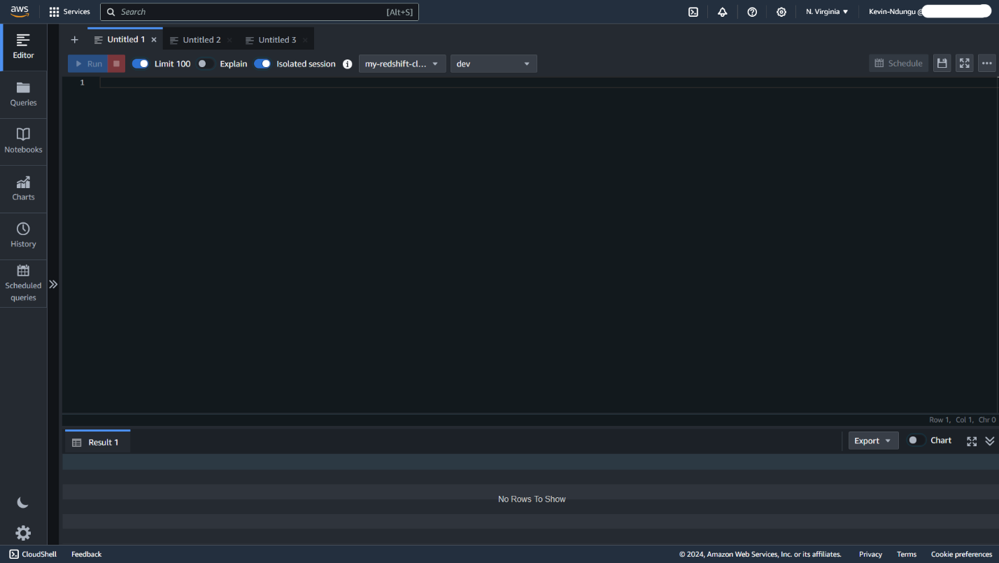 aws Services Search [Alt+S] N. Virginia Kevin-Ndungu @
Editor
Untitled 1 Untitled 2 Untitled 3
Run Limit 100 Explain Isolated session my-redshift-cl... dev Schedule
1
Queries
Notebooks
Charts
History
Scheduled
queries
Row 1, Col 1, Chr 0
Result 1 Export Chart
No Rows To Show
CloudShell Feedback © 2024, Amazon Web Services, Inc. or its affiliates. Privacy Terms Cookie preferences